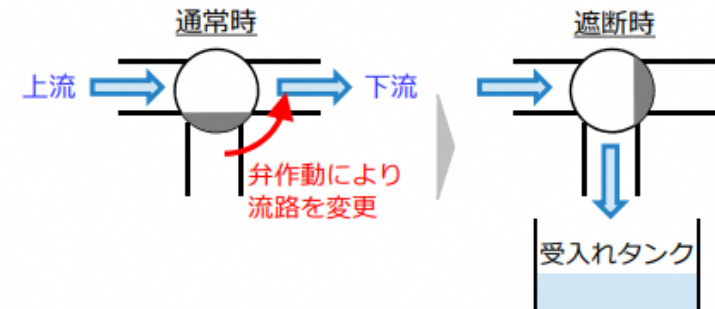 通常時
遮断時
上流
下流
弁作動により
流路を変更
受入れタンク